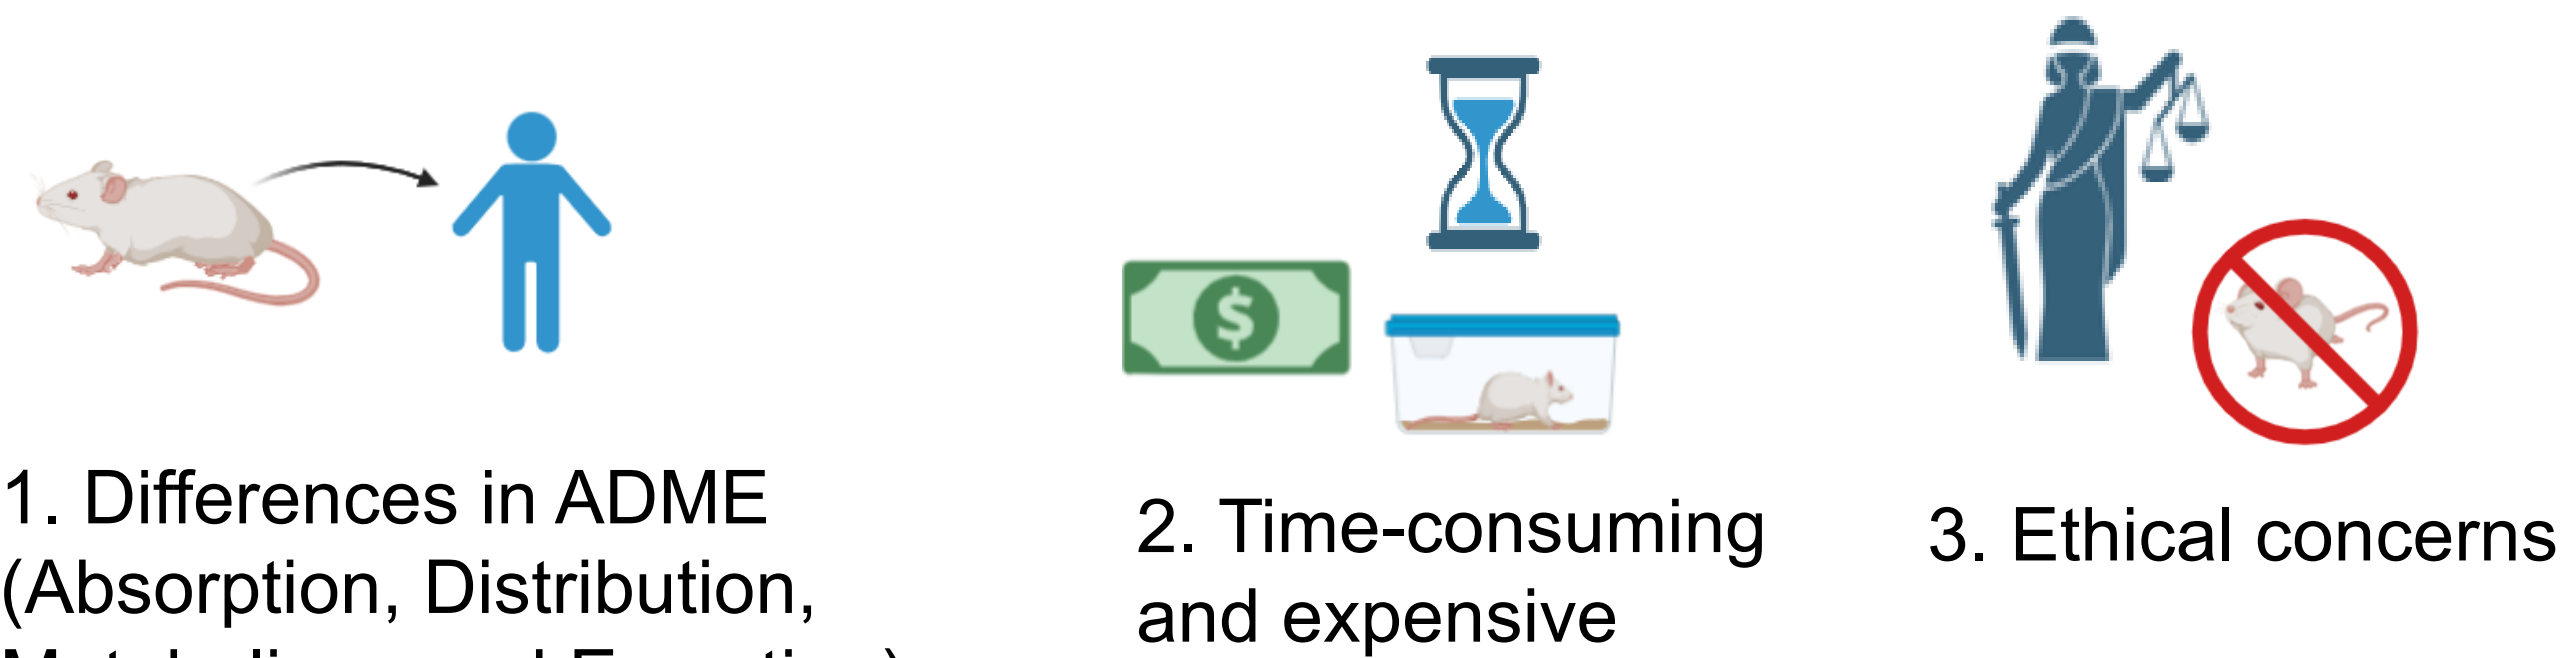 1. Differences in ADME
(Absorption, Distribution,
2. Time-consuming
and expensive
3. Ethical concerns
$